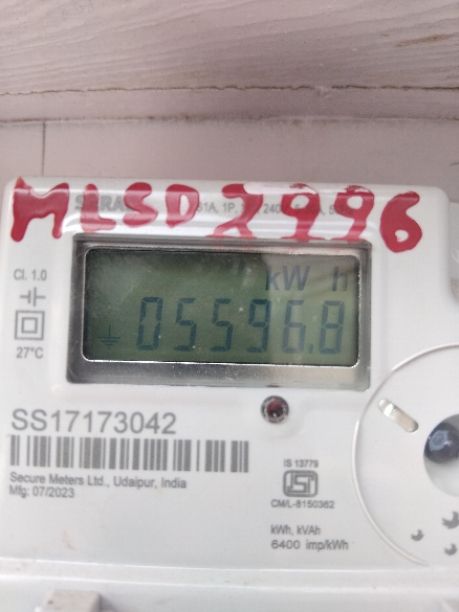 MLSD2996
Cl. 1.0
kW h
05596.8
27°C
SS17173042
Secure Meters Ltd., Udaipur, India
Mfg: 07/2023
IS 13779
CM/L-8150362
kWh, kVAh
6400 imp/kWh